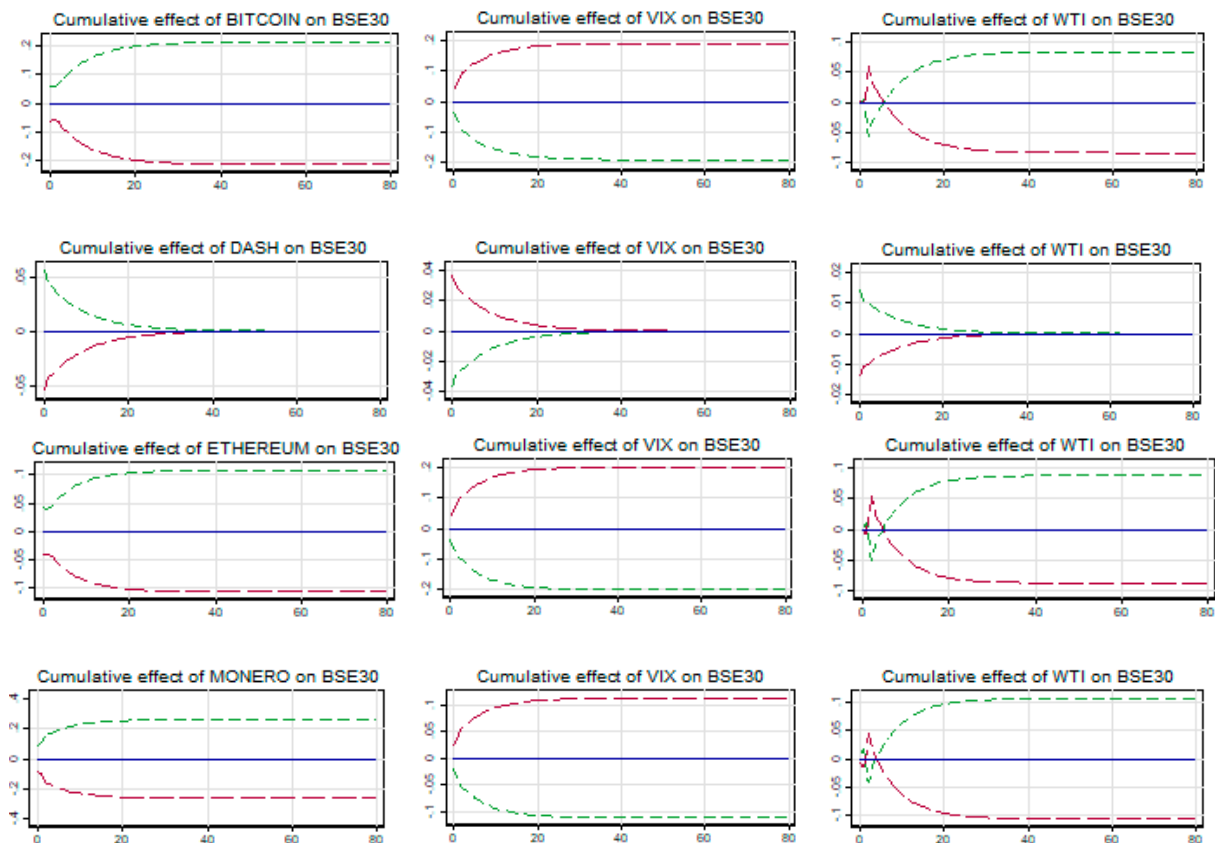 Cumulative effect of BITCOIN on BSE30
Cumulative effect of VIX on BSE30
Cumulative effect of WTI on BSE30
.2
.1
0
-.1
-.2
0 20 40 60 80
.2
.1
0
-.1
-.2
0 20 40 60 80
.1
.05
0
-.05
-.1
0 20 40 60 80
Cumulative effect of DASH on BSE30
Cumulative effect of VIX on BSE30
Cumulative effect of WTI on BSE30
.05
0
-.05
0 20 40 60 80
.04
.02
0
-.02
-.04
0 20 40 60 80
.02
.01
0
-.01
-.02
0 20 40 60 80
Cumulative effect of ETHEREUM on BSE30
Cumulative effect of VIX on BSE30
Cumulative effect of WTI on BSE30
.1
.05
0
-.05
-.1
0 20 40 60 80
.2
.1
0
-.1
-.2
0 20 40 60 80
.1
.05
0
-.05
-.1
0 20 40 60 80
Cumulative effect of MONERO on BSE30
Cumulative effect of VIX on BSE30
Cumulative effect of WTI on BSE30
.4
.2
0
-.2
-.4
0 20 40 60 80
.1
.05
0
-.05
-.1
0 20 40 60 80
.1
.05
0
-.05
-.1
0 20 40 60 80